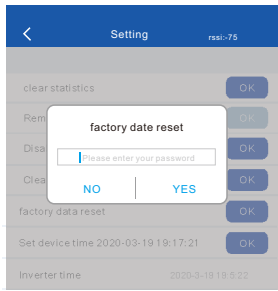 Setting
rssi:-75
clear statistics OK
Rem OK
factory date reset
Disa OK
Please enter your password
Clea OK
NO YES
factory data reset OK
Set device time 2020-03-19 19:17:21 OK
Inverter time 2020-3-19 19:5:22